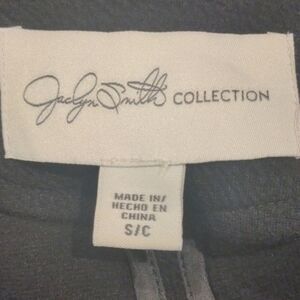 Jaclyn Smith COLLECTION
MADE IN/
HECHO EN
CHINA
S/C